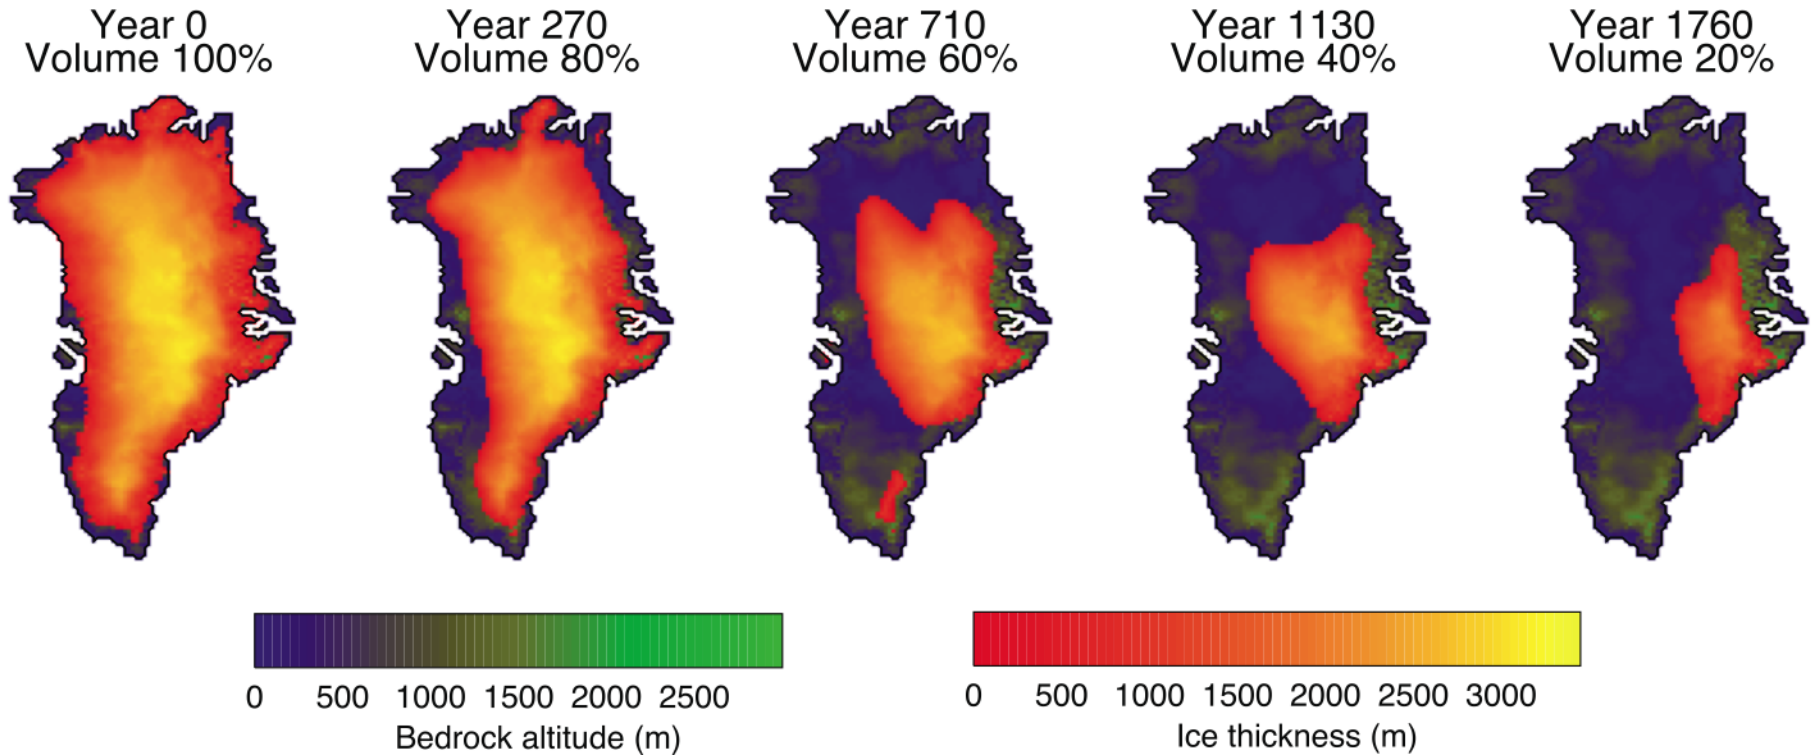 Year 0
Volume 100%
Year 270
Volume 80%
Year 710
Volume 60%
Year 1130
Volume 40%
Year 1760
Volume 20%
0 500 1000 1500 2000 2500
Bedrock altitude (m)
0 500 1000 1500 2000 2500 3000
Ice thickness (m)